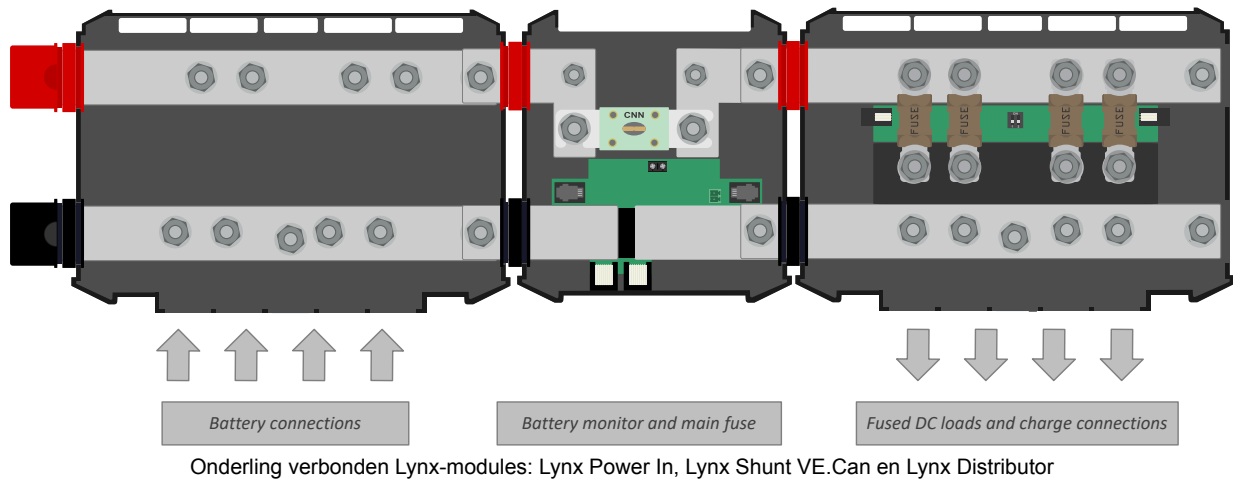 CNN
FUSE
FUSE
FUSE
FUSE
Battery connections
Battery monitor and main fuse
Fused DC loads and charge connections
Onderling verbonden Lynx-modules: Lynx Power In, Lynx Shunt VE.Can en Lynx Distributor